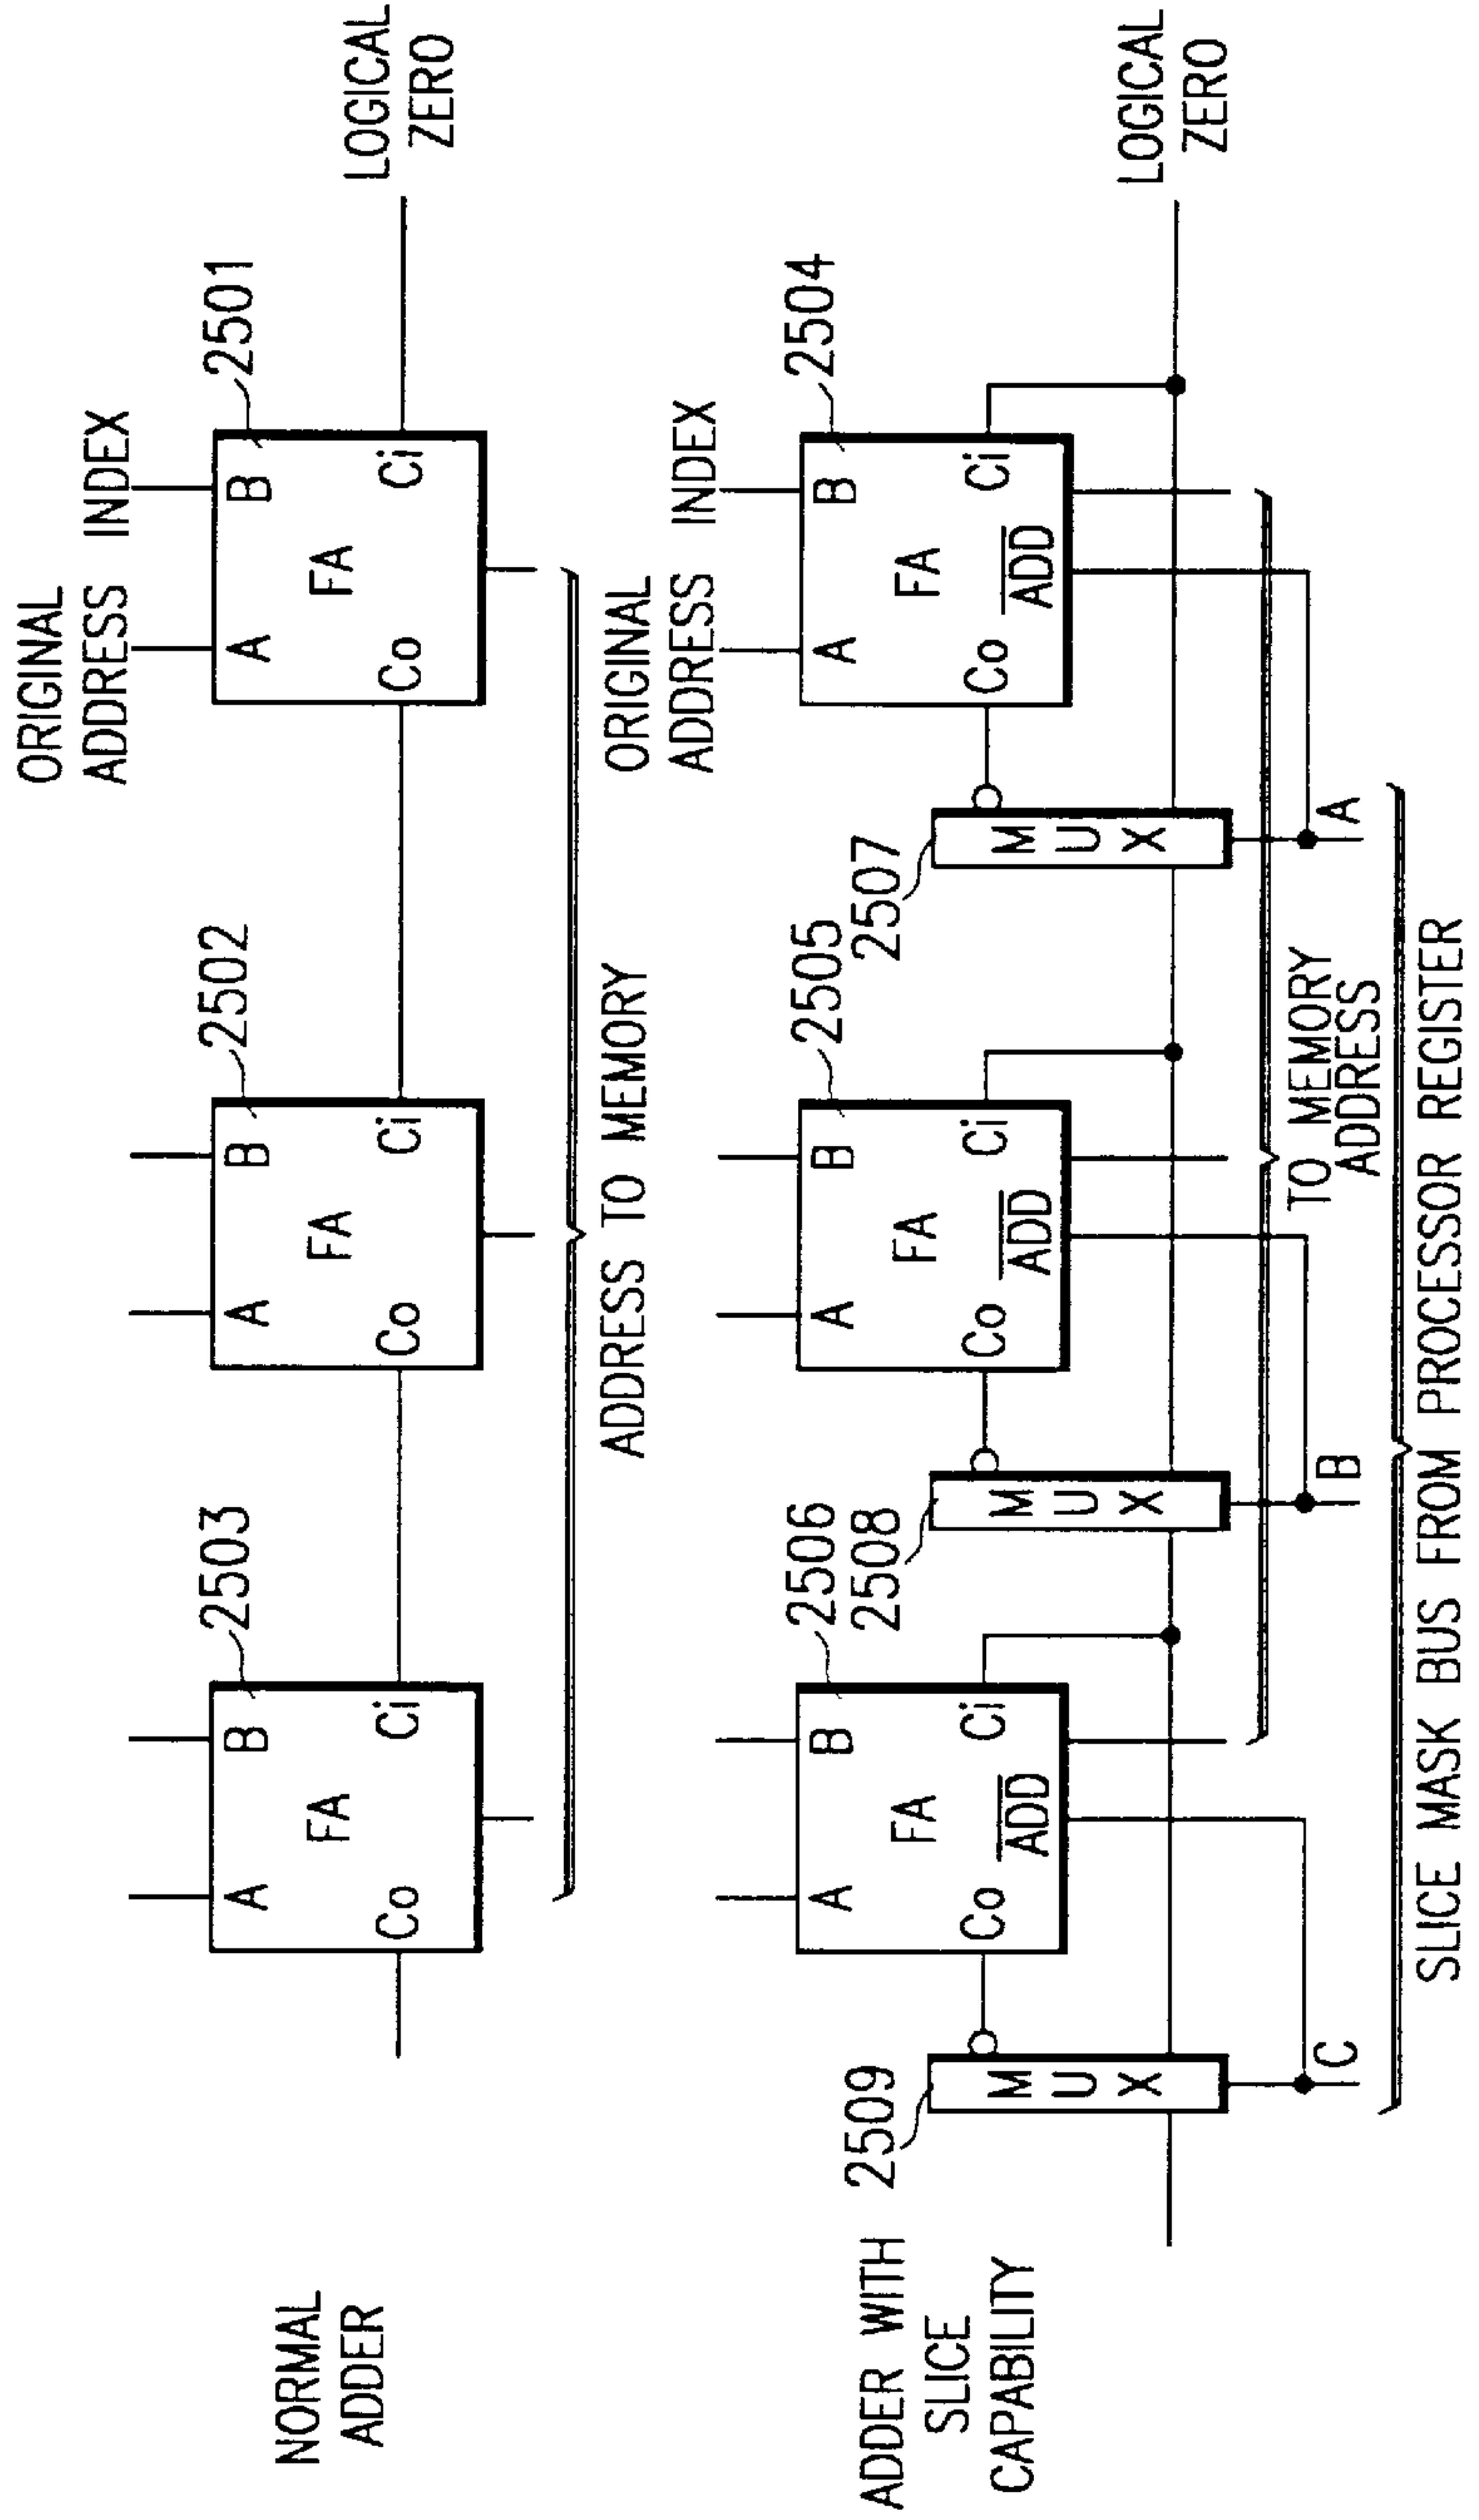 ORIGINAL
ADDRESS INDEX
2503
2502
2501
A B
FA
Co Ci
A B
FA
Co Ci
A B
FA
Co Ci
LOGICAL
ZERO
NORMAL
ADDER
ADDRESS TO MEMORY
ORIGINAL
ADDRESS INDEX
2506
2505
2504
2509
2508
2507
A B
FA
Co Ci
ADD
A B
FA
Co Ci
ADD
A B
FA
Co Ci
ADD
MUX
MUX
MUX
LOGICAL
ZERO
ADDER WITH
SLICE
CAPABILITY
TO MEMORY
ADDRESS
C
B
A
SLICE MASK BUS FROM PROCESSOR REGISTER